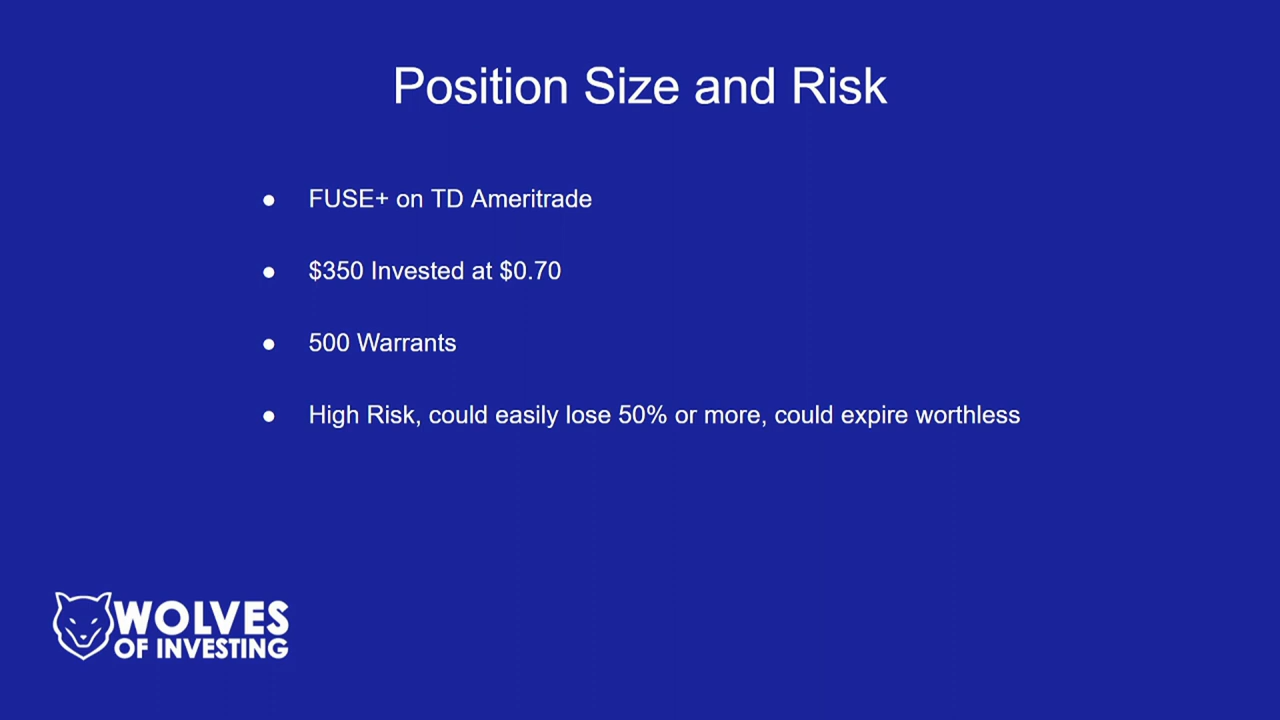 Position Size and Risk
● FUSE+ on TD Ameritrade
● $350 Invested at $0.70
● 500 Warrants
● High Risk, could easily lose 50% or more, could expire worthless
WOLVES
OF INVESTING